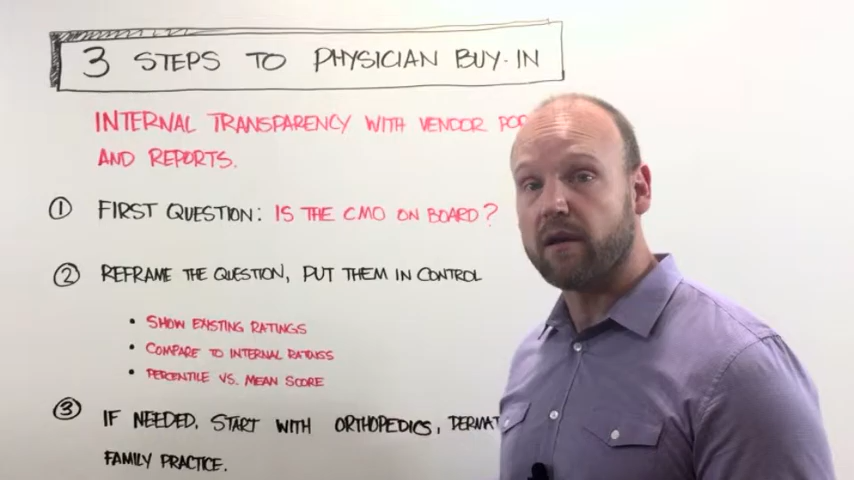 3 STEPS TO PHYSICIAN BUY-IN
INTERNAL TRANSPARENCY WITH VENDOR
AND REPORTS.
① FIRST QUESTION: IS THE CMO ON BOARD?
② REFRAME THE QUESTION, PUT THEM IN CONTROL
• SHOW EXISTING RATINGS
• COMPARE TO INTERNAL RATINGS
• PERCENTILE VS. MEAN SCORE
③ IF NEEDED, START WITH ORTHOPEDICS,
FAMILY PRACTICE.